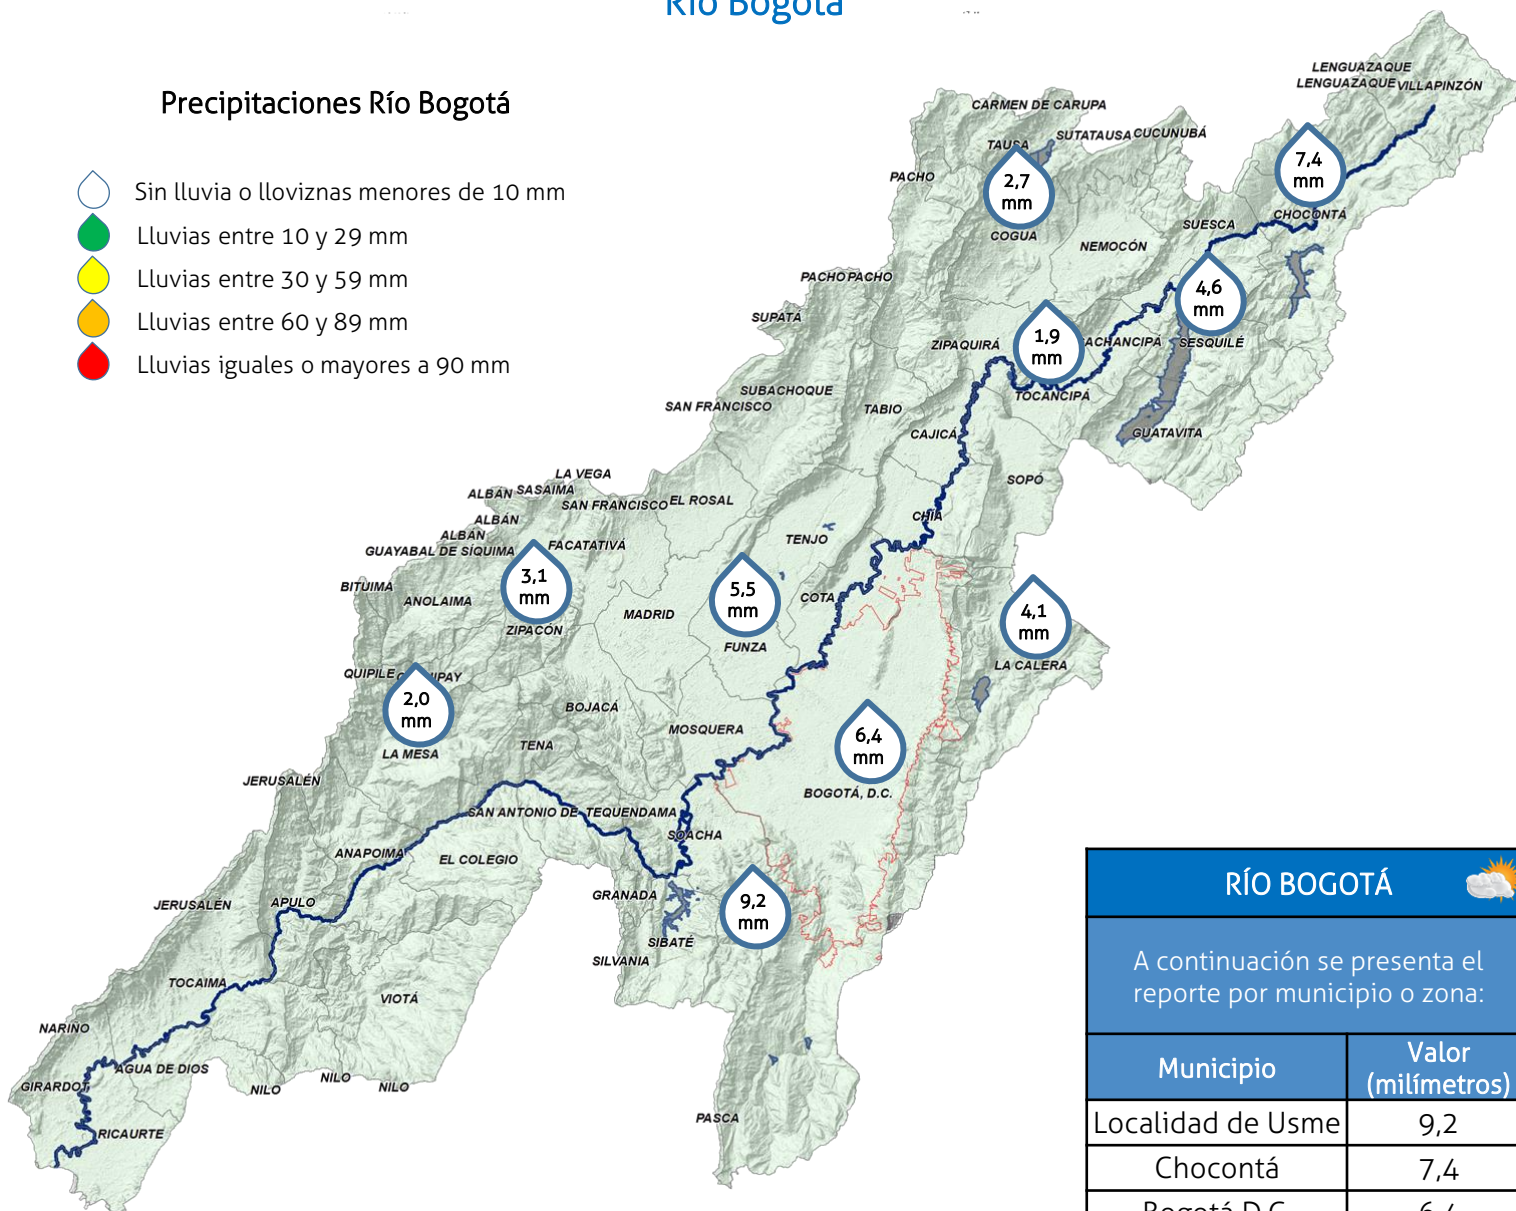 Río Bogotá
Precipitaciones Río Bogotá
Sin lluvia o lloviznas menores de 10 mm
Lluvias entre 10 y 29 mm
Lluvias entre 30 y 59 mm
Lluvias entre 60 y 89 mm
Lluvias iguales o mayores a 90 mm
LENGUAZAQUE
LENGUAZAQUE
VILLAPINZÓN
CARMEN DE CARUPA
SUTATAUSA
CUCUNUBÁ
TAUSA
7,4
mm
2,7
mm
PACHO
CHOCONTÁ
SUESCA
COGUA
NEMOCÓN
PACHO
PACHO
4,6
mm
SUPATÁ
1,9
mm
ZIPAQUIRÁ
SESQUILÉ
SUBACHOQUE
TOCANCIPÁ
SAN FRANCISCO
TABIO
CAJICÁ
GUATAVITA
LA VEGA
SOPÓ
SASAIMA
ALBÁN
EL ROSAL
SAN FRANCISCO
CHÍA
ALBÁN
ALBÁN
TENJO
FACATATIVÁ
GUAYABAL DE SÍQUIMA
3,1
mm
5,5
mm
BITUIMA
ANOLAIMA
COTA
MADRID
4,1
mm
ZIPACÓN
FUNZA
LA CALERA
QUIPILE
2,0
mm
BOJACÁ
MOSQUERA
6,4
mm
TENA
LA MESA
JERUSALÉN
BOGOTÁ, D.C.
SAN ANTONIO DE TEQUENDAMA
SOACHA
ANAPOIMA
EL COLEGIO
GRANADA
9,2
mm
JERUSALÉN
APULO
SIBATÉ
SILVANIA
TOCAIMA
VIOTÁ
NARIÑO
AGUA DE DIOS
GIRARDOT
NILO
NILO
NILO
PASCA
RICAURTE
RÍO BOGOTÁ
A continuación se presenta el
reporte por municipio o zona:
Municipio
Valor
(milímetros)
Localidad de Usme 9,2
Chocontá 7,4
Bogotá D.C. 6,4